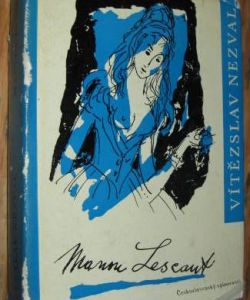 VÍTĚZSLAV NEZVAL
Manon Lescaut
Československý spisovatel